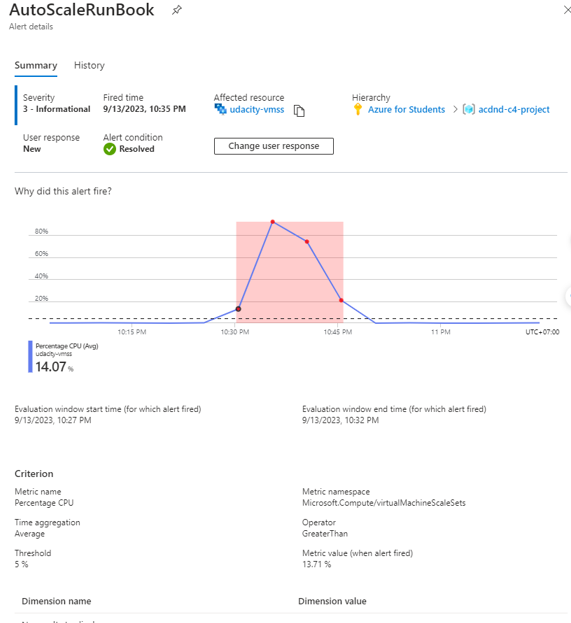 AutoScaleRunBook
Alert details
Summary History
Severity
3 - Informational
Fired time
9/13/2023, 10:35 PM
Affected resource
udacity-vmss
Hierarchy
Azure for Students > acdnd-c4-project
User response
New
Alert condition
Resolved
Change user response
Why did this alert fire?
80%
60%
40%
20%
10:15 PM 10:30 PM 10:45 PM 11 PM UTC+07:00
Percentage CPU (Avg)
udacity-vmss
14.07 %
Evaluation window start time (for which alert fired)
9/13/2023, 10:27 PM
Evaluation window end time (for which alert fired)
9/13/2023, 10:32 PM
Criterion
Metric name
Percentage CPU
Metric namespace
Microsoft.Compute/virtualMachineScaleSets
Time aggregation
Average
Operator
GreaterThan
Threshold
5 %
Metric value (when alert fired)
13.71 %
Dimension name Dimension value